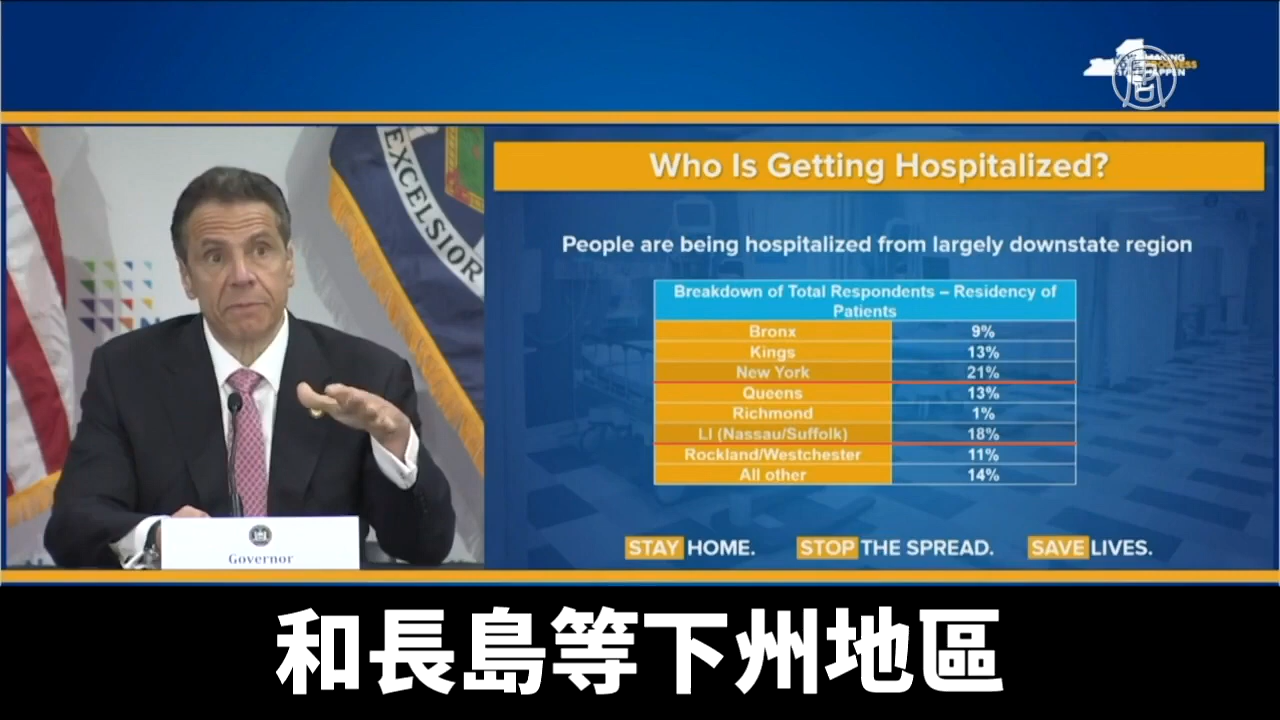 MAKING
PROGRESS
HAPPEN
EXCELSIOR
Who Is Getting Hospitalized?
People are being hospitalized from largely downstate region
Breakdown of Total Respondents – Residency of
Patients
Bronx 9%
Kings 13%
New York 21%
Queens 13%
Richmond 1%
LI (Nassau/Suffolk) 18%
Rockland/Westchester 11%
All other 14%
Governor
STAY HOME. STOP THE SPREAD. SAVE LIVES.
和長島等下州地區